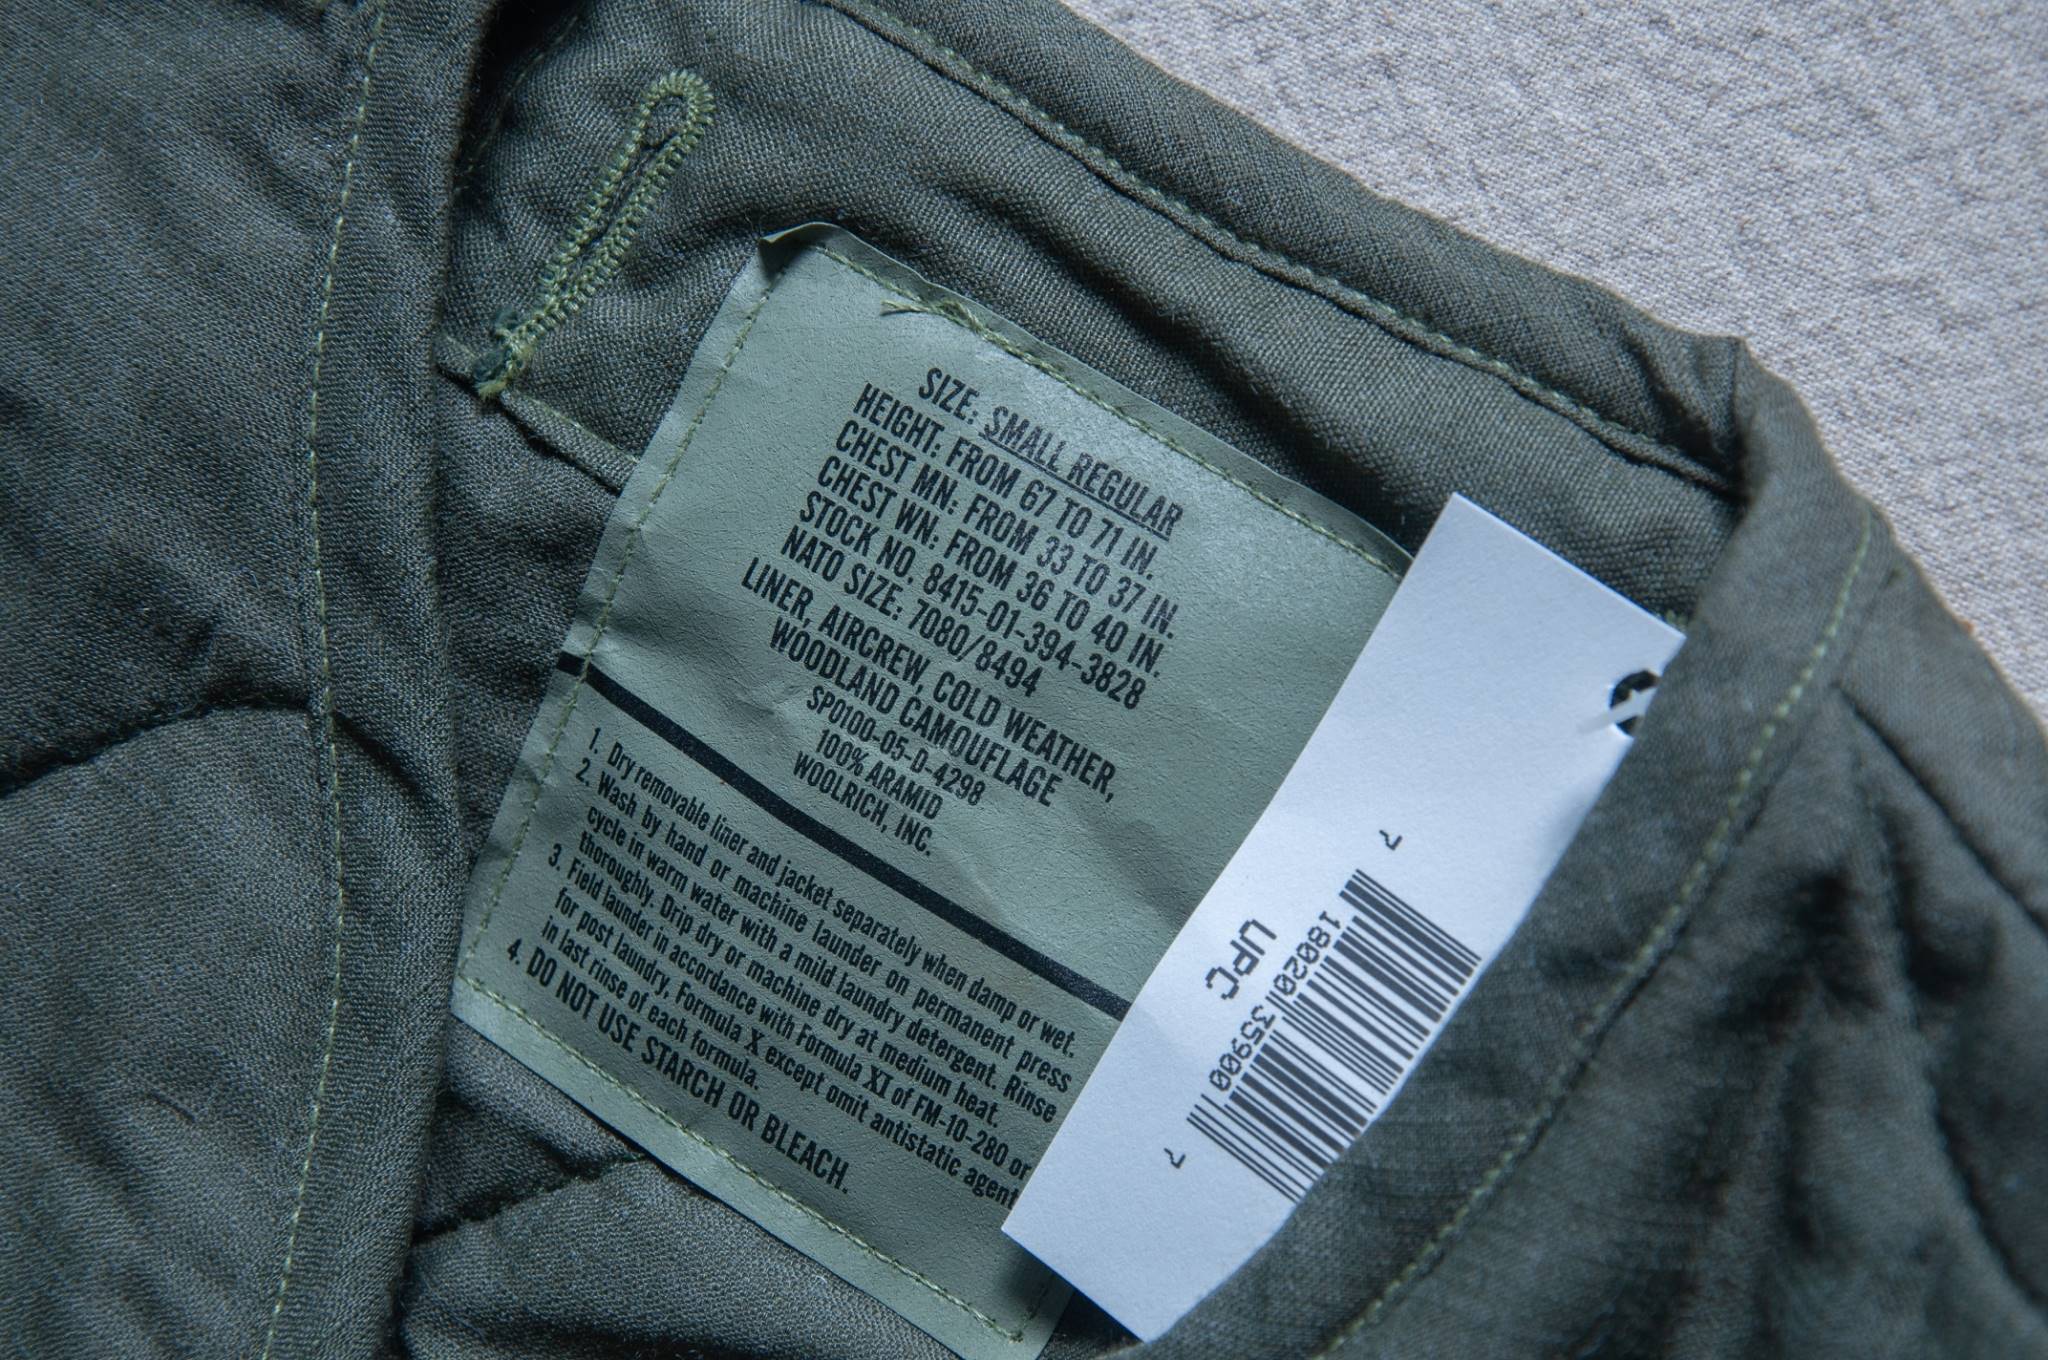 SIZE: SMALL REGULAR
HEIGHT: FROM 67 TO 71 IN.
CHEST MN: FROM 33 TO 37 IN.
CHEST WN: FROM 36 TO 40 IN.
STOCK NO. 8415-01-394-3828
NATO SIZE: 7080/8494
LINER, AIRCREW, COLD WEATHER,
WOODLAND CAMOUFLAGE
SPO100-05-D-4298
100% ARAMID
WOOLRICH, INC.
1. Dry removable liner and jacket separately when damp or wet.
2. Wash by hand or machine launder on permanent press
cycle in warm water with a mild laundry detergent. Rinse
thoroughly. Drip dry or machine dry at medium heat.
3. Field launder in accordance with Formula XI of FM-10-280 or
for post laundry, Formula X except omit antistatic agent
in last rinse of each formula.
4. DO NOT USE STARCH OR BLEACH.
UPC
7 18020 35900 7